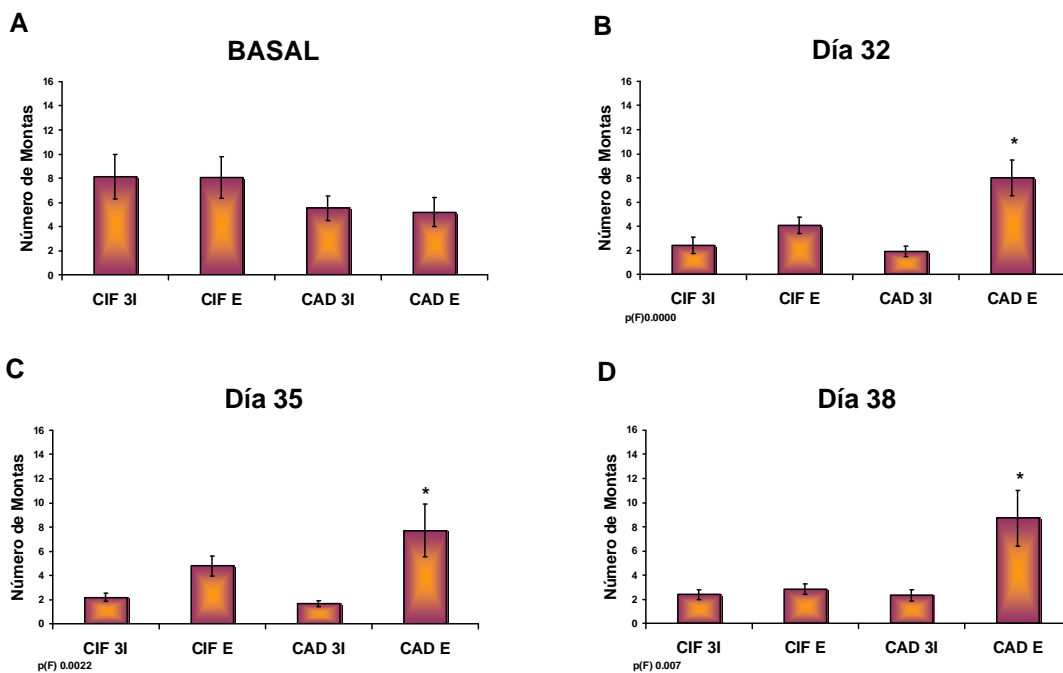 A
BASAL
Número de Montas
16
14
12
10
8
6
4
2
0
CIF 3I CIF E CAD 3I CAD E
B
Día 32
Número de Montas
16
14
12
10
8
6
4
2
0
*
CIF 3I CIF E CAD 3I CAD E
p(F)0.0000
C
Día 35
Número de Montas
16
14
12
10
8
6
4
2
0
*
CIF 3I CIF E CAD 3I CAD E
p(F) 0.0022
D
Día 38
Número de Montas
16
14
12
10
8
6
4
2
0
*
CIF 3I CIF E CAD 3I CAD E
p(F) 0.007